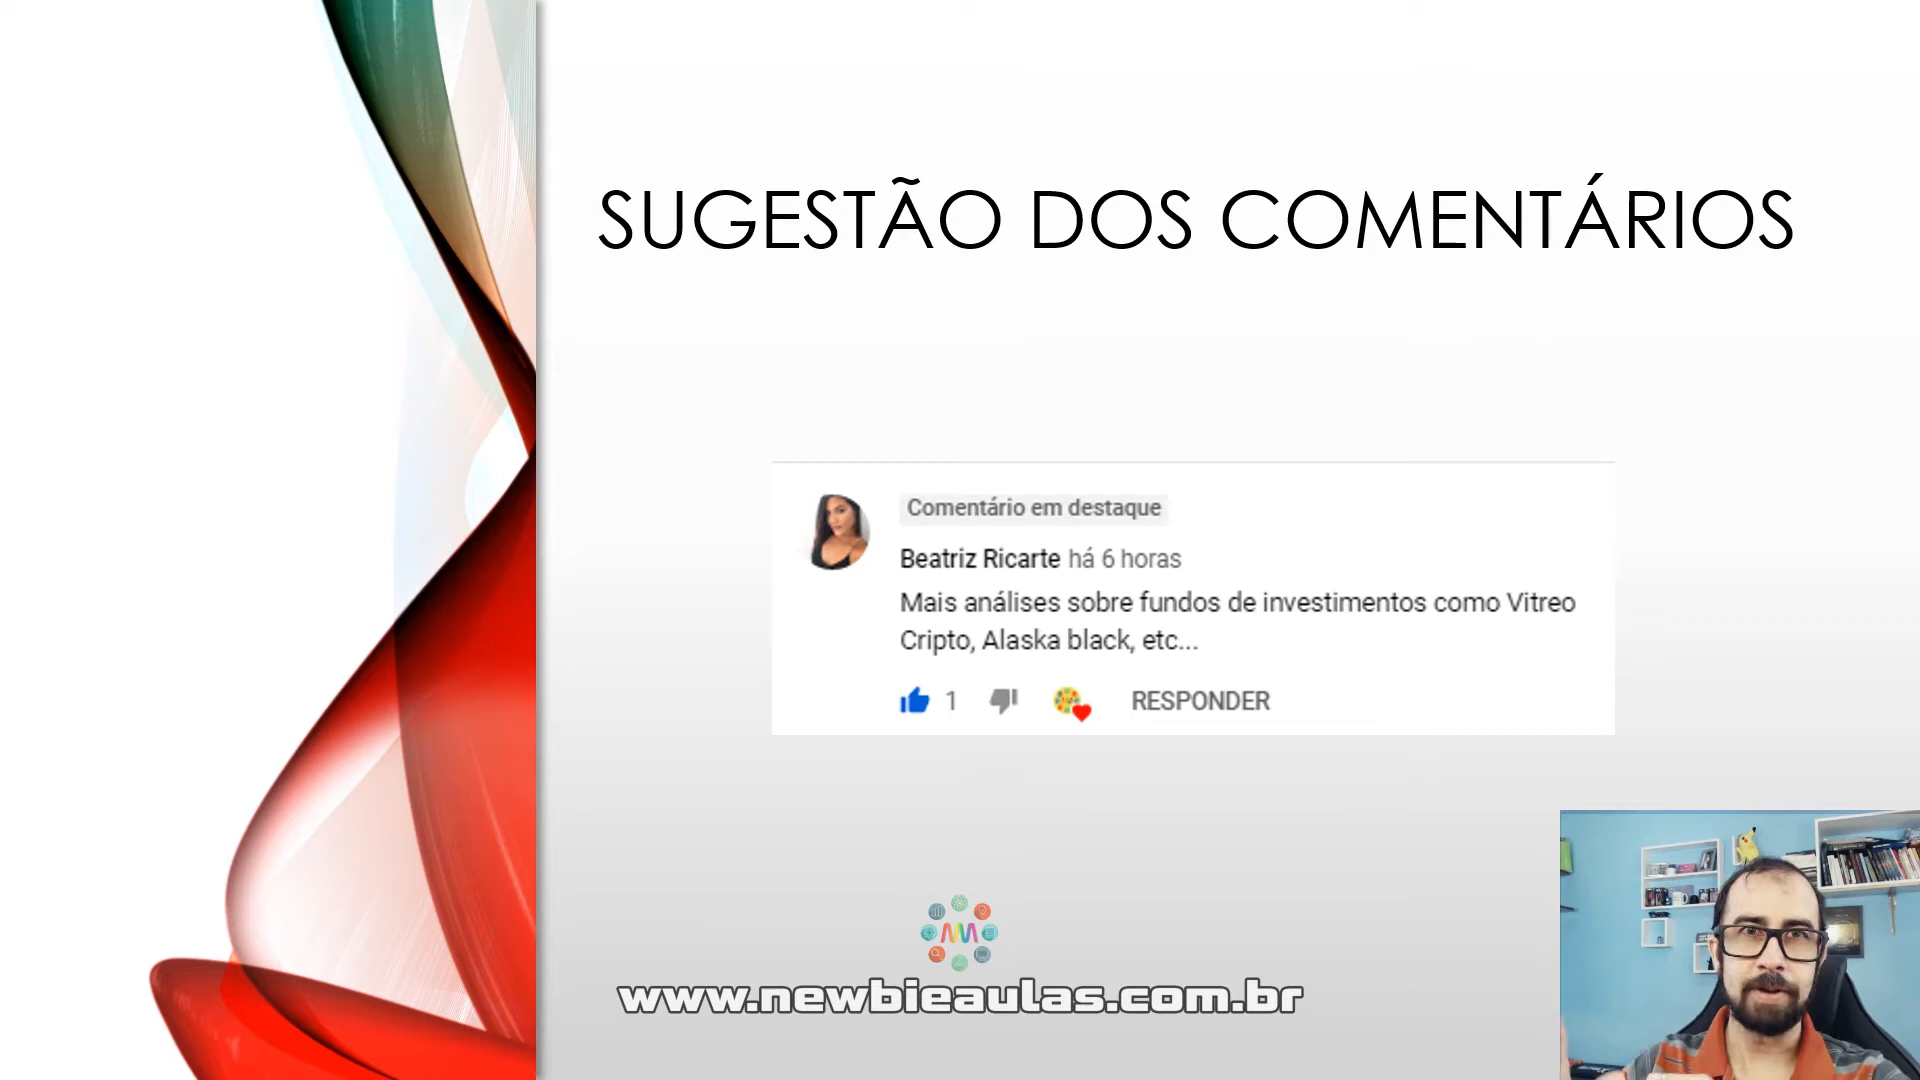 SUGESTÃO DOS COMENTÁRIOS
Comentário em destaque
Beatriz Ricarte há 6 horas
Mais análises sobre fundos de investimentos como Vitreo
Cripto, Alaska black, etc...
1 RESPONDER
www.newbieaulas.com.br